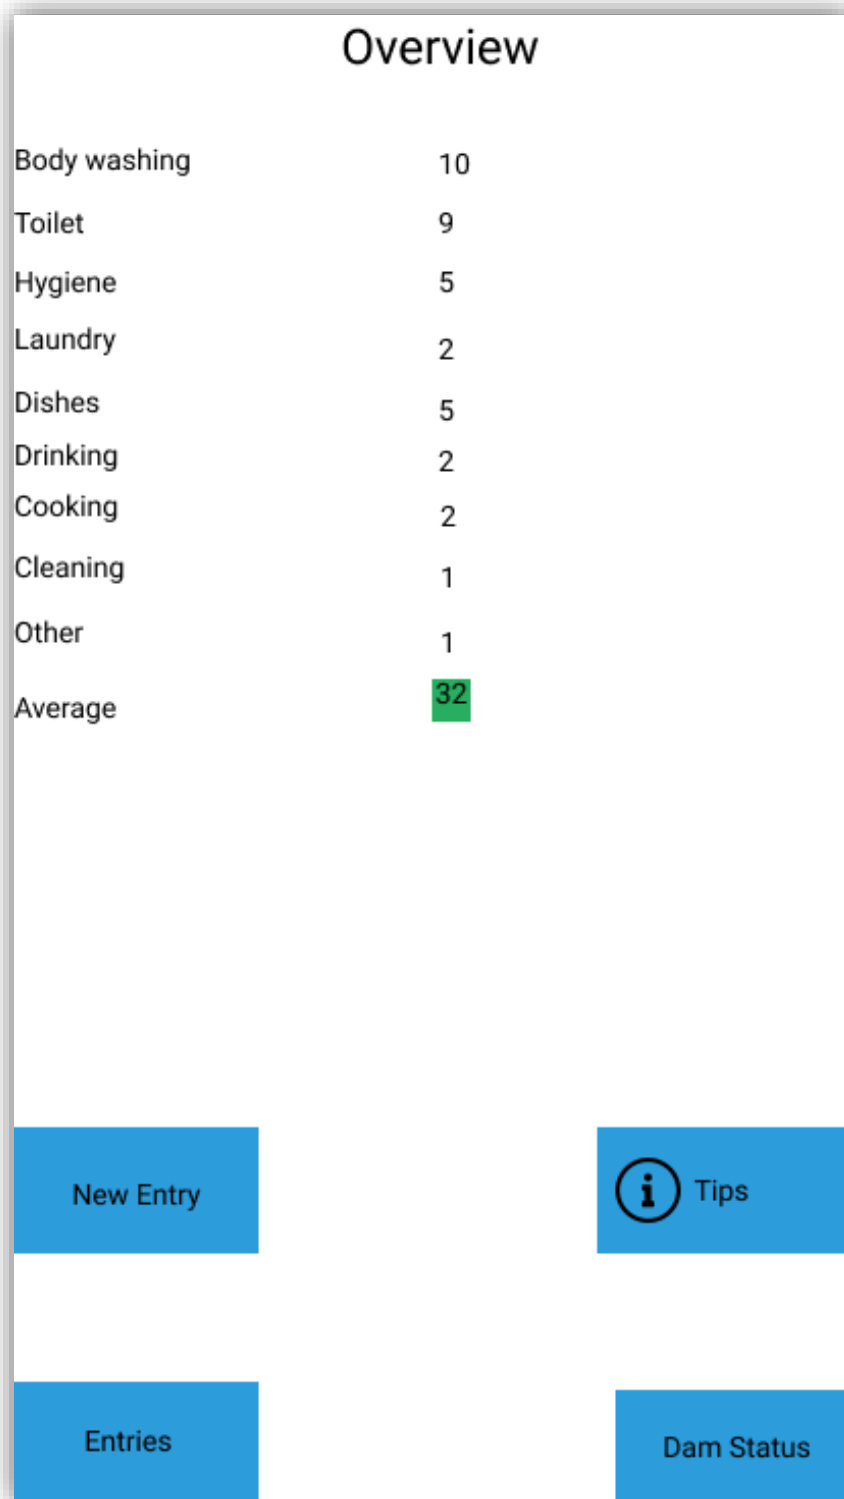 Overview
Body washing 10
Toilet 9
Hygiene 5
Laundry 2
Dishes 5
Drinking 2
Cooking 2
Cleaning 1
Other 1
Average 32
New Entry
Tips
Entries
Dam Status